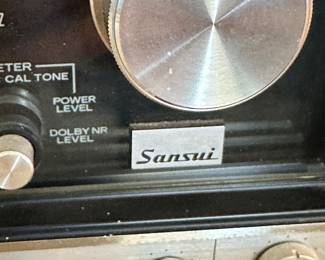 Z
METER
CAL TONE
POWER
LEVEL
DOLBY NR
LEVEL
Sansui